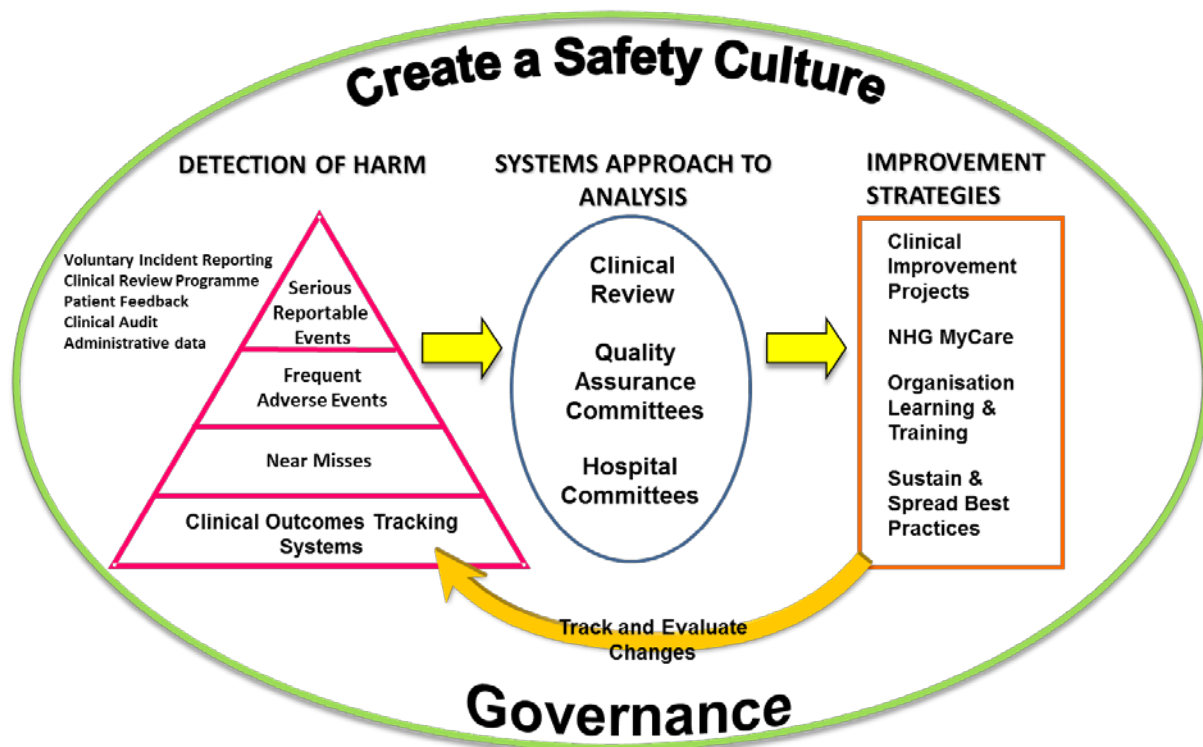 Create a Safety Culture
DETECTION OF HARM
Voluntary Incident Reporting
Clinical Review Programme
Patient Feedback
Clinical Audit
Administrative data
Serious
Reportable
Events
Frequent
Adverse Events
Near Misses
Clinical Outcomes Tracking
Systems
SYSTEMS APPROACH TO
ANALYSIS
Clinical
Review
Quality
Assurance
Committees
Hospital
Committees
IMPROVEMENT
STRATEGIES
Clinical
Improvement
Projects
NHG MyCare
Organisation
Learning &
Training
Sustain &
Spread Best
Practices
Track and Evaluate
Changes
Governance